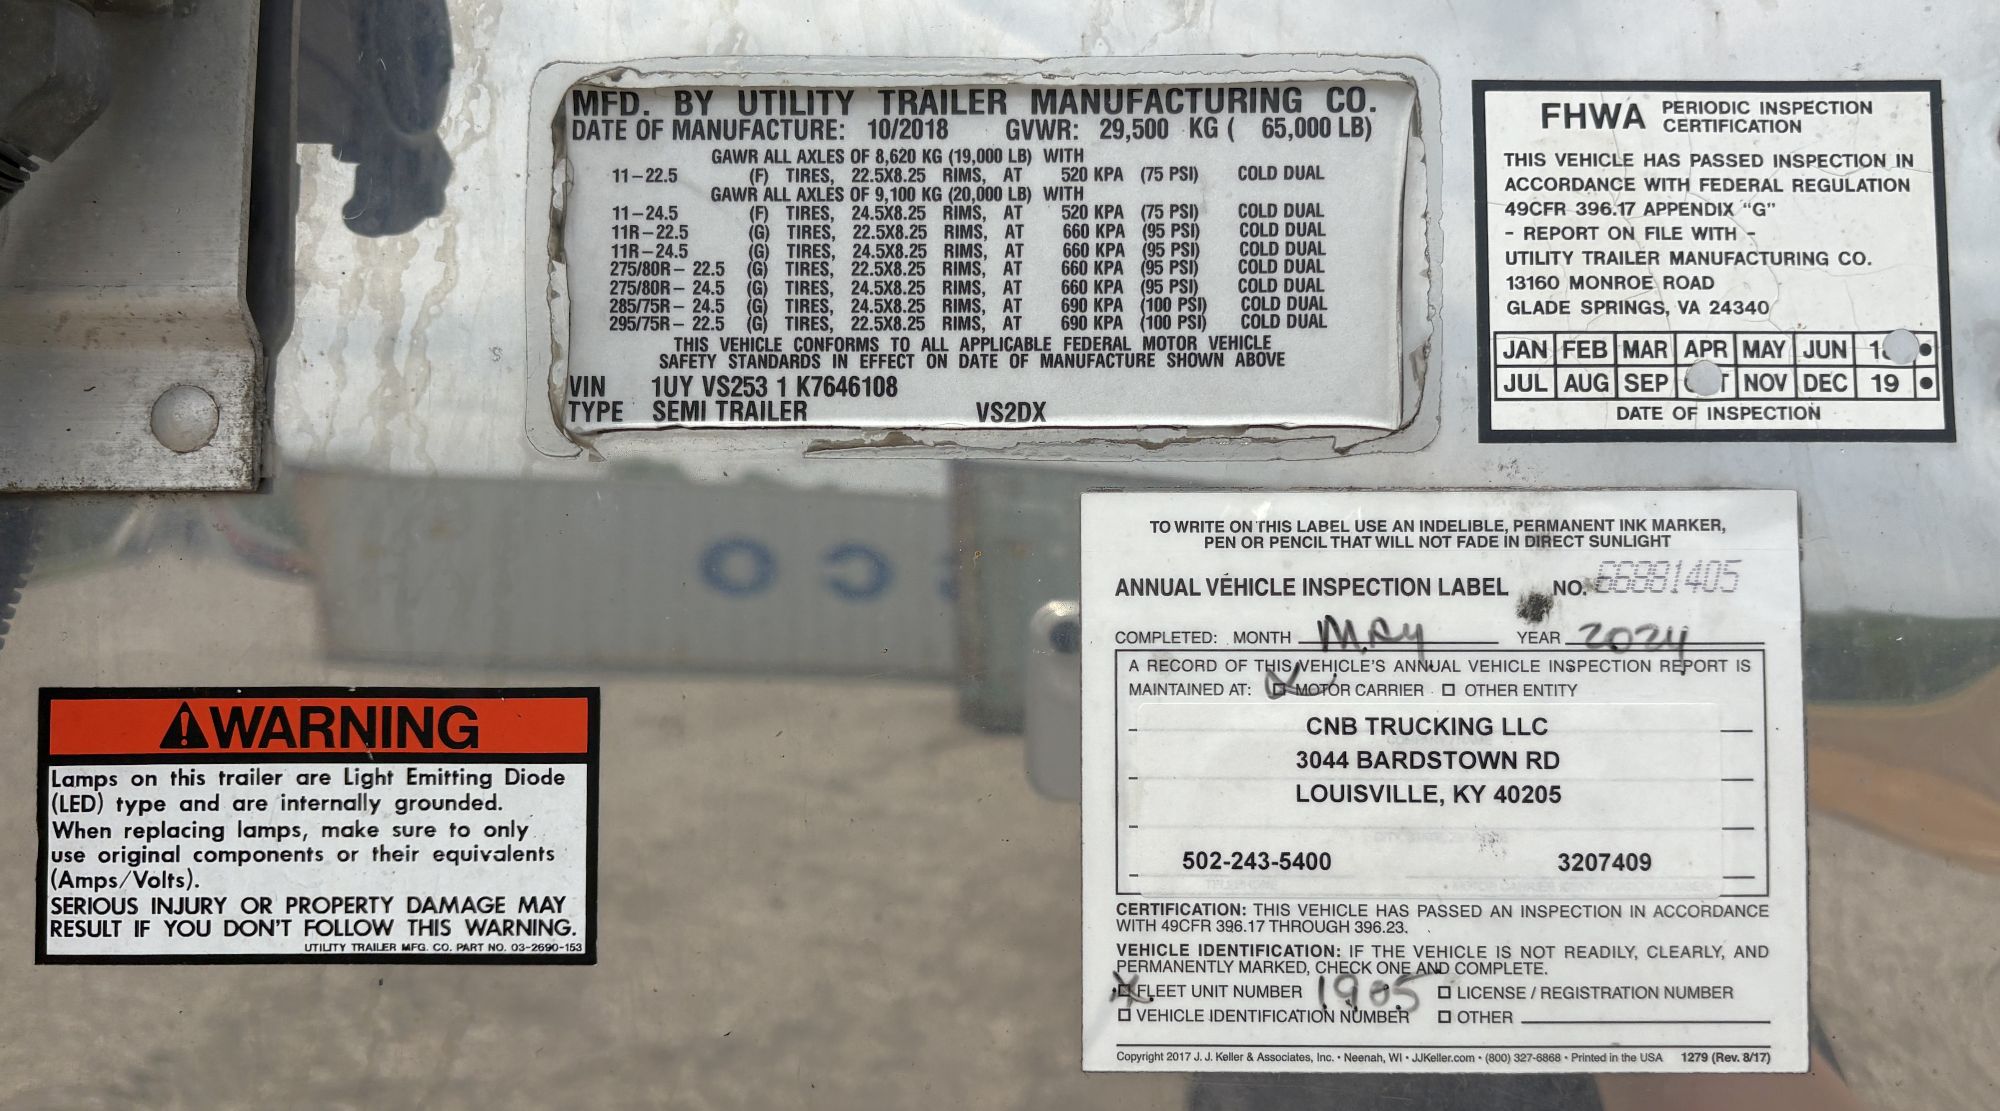 MFD. BY UTILITY TRAILER MANUFACTURING CO.
DATE OF MANUFACTURE: 10/2018 GVWR: 29,500 KG ( 65,000 LB)
GAWR ALL AXLES OF 8,620 KG (19,000 LB) WITH
11-22.5 (F) TIRES, 22.5X8.25 RIMS, AT 520 KPA (75 PSI) COLD DUAL
GAWR ALL AXLES OF 9,100 KG (20,000 LB) WITH
11-24.5 (F) TIRES, 24.5X8.25 RIMS, AT 520 KPA (75 PSI) COLD DUAL
11R-22.5 (G) TIRES, 22.5X8.25 RIMS, AT 660 KPA (95 PSI) COLD DUAL
11R-24.5 (G) TIRES, 24.5X8.25 RIMS, AT 660 KPA (95 PSI) COLD DUAL
275/80R- 22.5 (G) TIRES, 22.5X8.25 RIMS, AT 660 KPA (95 PSI) COLD DUAL
275/80R- 24.5 (G) TIRES, 24.5X8.25 RIMS, AT 660 KPA (95 PSI) COLD DUAL
285/75R- 24.5 (G) TIRES, 24.5X8.25 RIMS, AT 690 KPA (100 PSI) COLD DUAL
295/75R- 22.5 (G) TIRES, 22.5X8.25 RIMS, AT 690 KPA (100 PSI) COLD DUAL
THIS VEHICLE CONFORMS TO ALL APPLICABLE FEDERAL MOTOR VEHICLE
SAFETY STANDARDS IN EFFECT ON DATE OF MANUFACTURE SHOWN ABOVE
VIN 1UY VS253 1 K7646108
TYPE SEMI TRAILER VS2DX
FHWA PERIODIC INSPECTION
CERTIFICATION
THIS VEHICLE HAS PASSED INSPECTION IN
ACCORDANCE WITH FEDERAL REGULATION
49CFR 396.17 APPENDIX "G"
- REPORT ON FILE WITH -
UTILITY TRAILER MANUFACTURING CO.
13160 MONROE ROAD
GLADE SPRINGS, VA 24340
JAN FEB MAR APR MAY JUN
JUL AUG SEP NOV DEC 19
DATE OF INSPECTION
TO WRITE ON THIS LABEL USE AN INDELIBLE, PERMANENT INK MARKER,
PEN OR PENCIL THAT WILL NOT FADE IN DIRECT SUNLIGHT
ANNUAL VEHICLE INSPECTION LABEL NO.
COMPLETED: MONTH MAY YEAR 2024
A RECORD OF THIS VEHICLE'S ANNUAL VEHICLE INSPECTION REPORT IS
MAINTAINED AT: MOTOR CARRIER OTHER ENTITY
CNB TRUCKING LLC
3044 BARDSTOWN RD
LOUISVILLE, KY 40205
502-243-5400 3207409
CERTIFICATION: THIS VEHICLE HAS PASSED AN INSPECTION IN ACCORDANCE
WITH 49CFR 396.17 THROUGH 396.23.
VEHICLE IDENTIFICATION: IF THE VEHICLE IS NOT READILY, CLEARLY, AND
PERMANENTLY MARKED, CHECK ONE AND COMPLETE.
FLEET UNIT NUMBER 1905 LICENSE / REGISTRATION NUMBER
VEHICLE IDENTIFICATION NUMBER OTHER
Copyright 2017 J. J. Keller & Associates, Inc. • Neenah, WI • JJKeller.com • (800) 327-6868 • Printed in the USA 1279 (Rev. 8/17)
WARNING
Lamps on this trailer are Light Emitting Diode
(LED) type and are internally grounded.
When replacing lamps, make sure to only
use original components or their equivalents
(Amps/Volts).
SERIOUS INJURY OR PROPERTY DAMAGE MAY
RESULT IF YOU DON'T FOLLOW THIS WARNING.
UTILITY TRAILER MFG. CO. PART NO. 03-2690-153